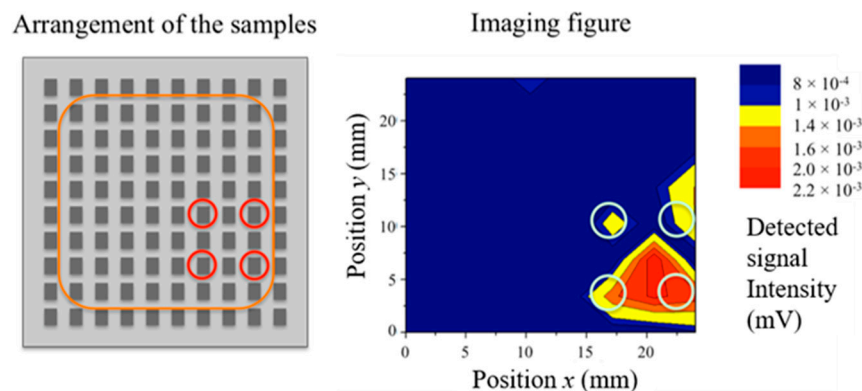 Arrangement of the samples
Imaging figure
20
15
10
5
0
0
5
10
15
20
Position y (mm)
Position x (mm)
8 × 10⁻⁴
1 × 10⁻³
1.4 × 10⁻³
1.6 × 10⁻³
2.0 × 10⁻³
2.2 × 10⁻³
Detected
signal
Intensity
(mV)